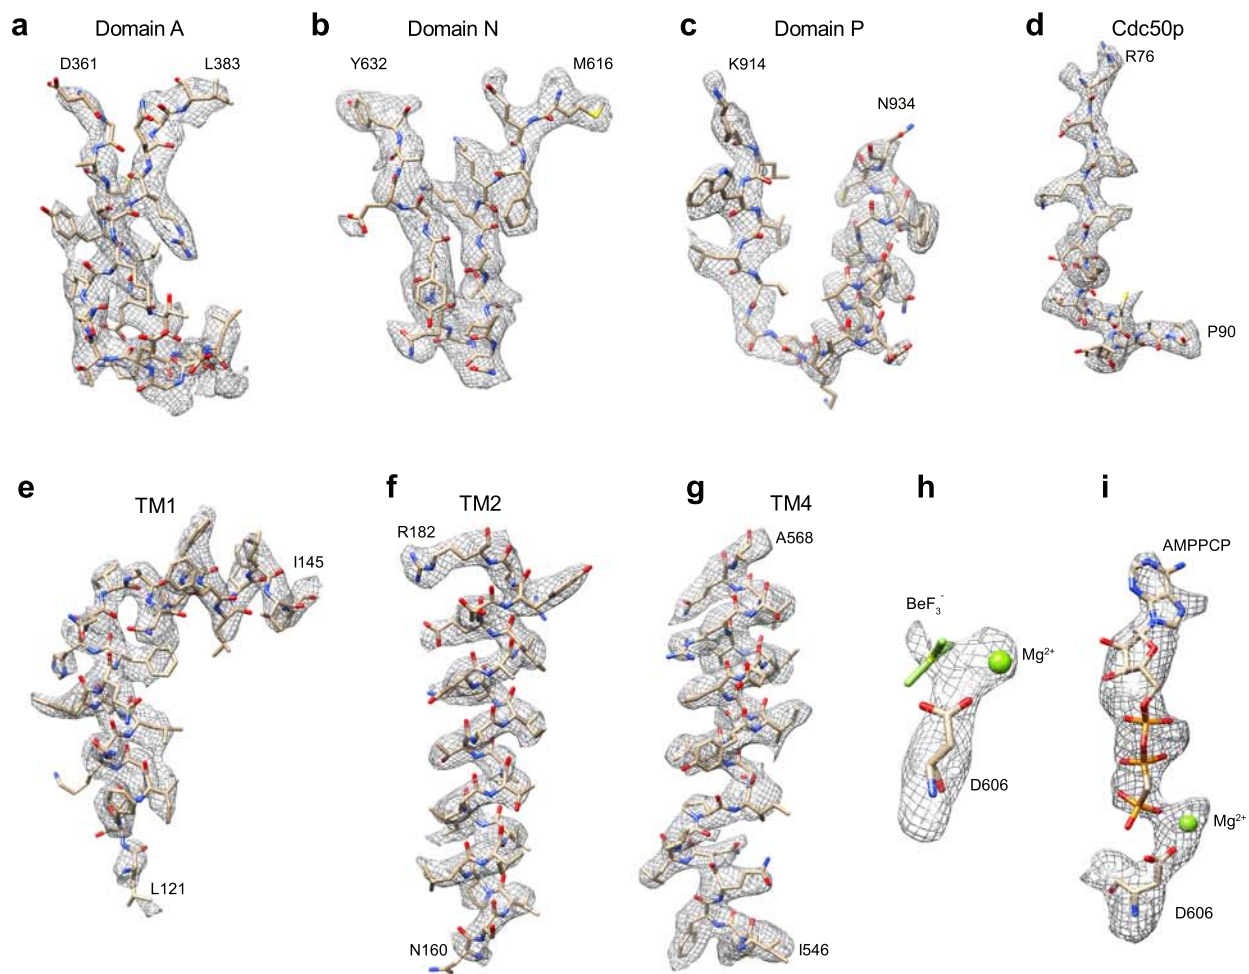 a Domain A
D361 L383
b Domain N
Y632 M616
c Domain P
K914
N934
d Cdc50p
R76
P90
e TM1
I145
L121
f TM2
R182
N160
g TM4
A568
I546
h
BeF₃⁻
Mg²⁺
D606
i
AMPPCP
Mg²⁺
D606